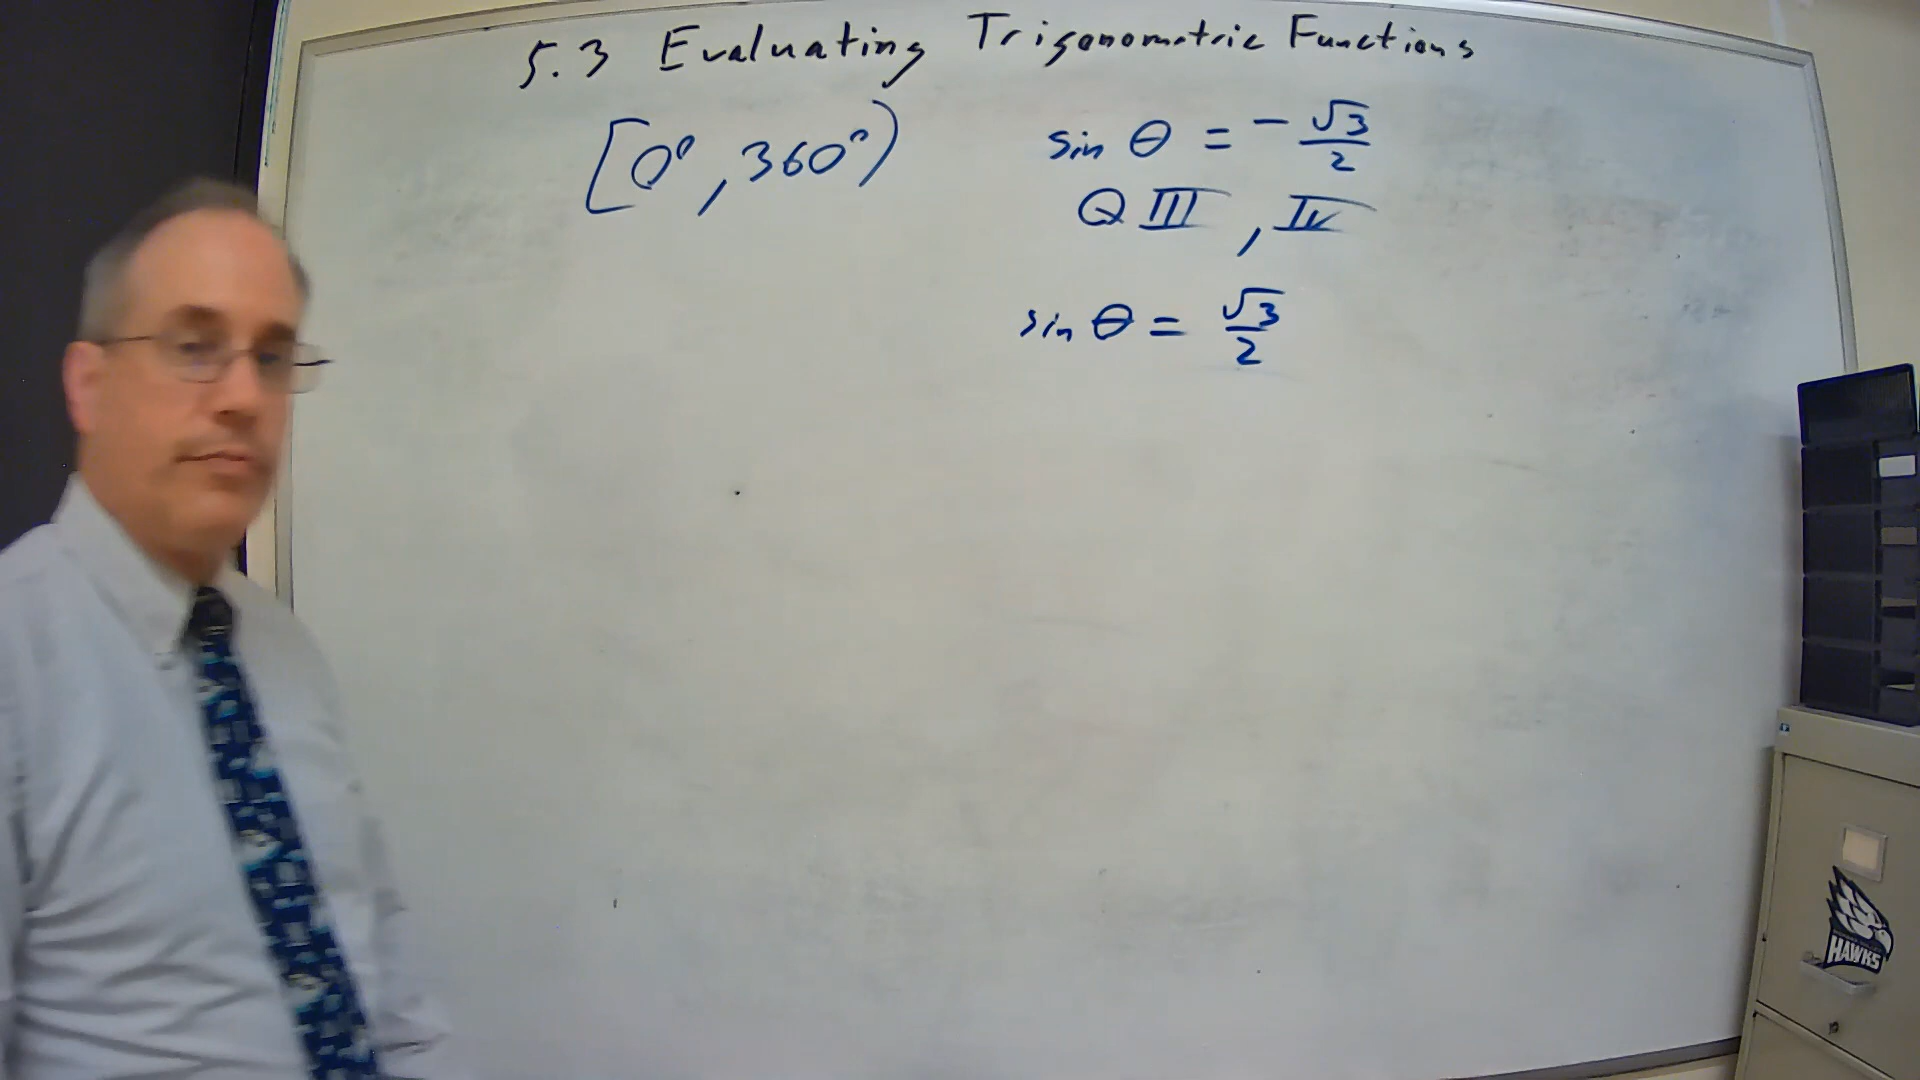 5.3 Evaluating Trigonometric Functions
[0°, 360°)
sin θ = - √3/2
Q III, IV
sin θ = √3/2
HAWKS